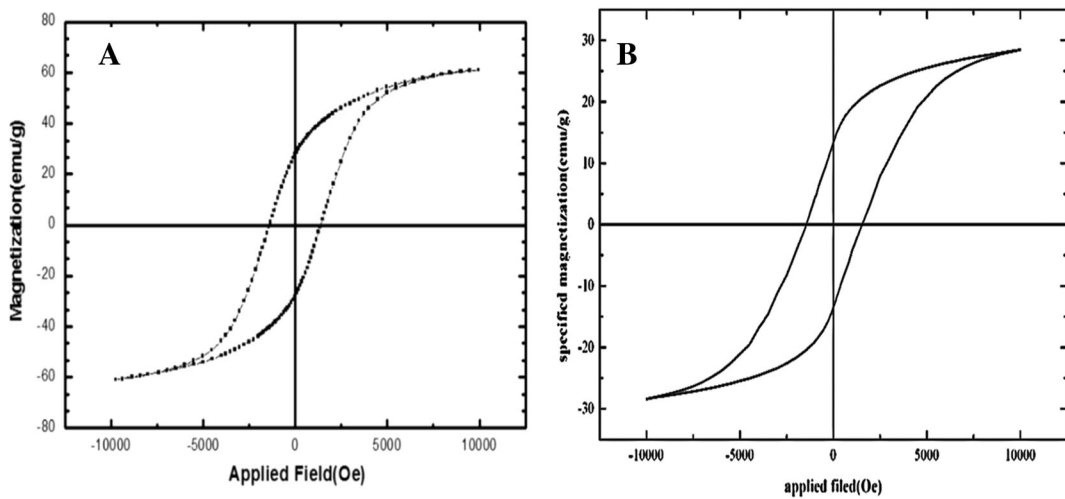 A
Magnetization(emu/g)
80
60
40
20
0
-20
-40
-60
-80
-10000 -5000 0 5000 10000
Applied Field(Oe)
B
specified magnetization(emu/g)
30
20
10
0
-10
-20
-30
-10000 -5000 0 5000 10000
applied filed(Oe)